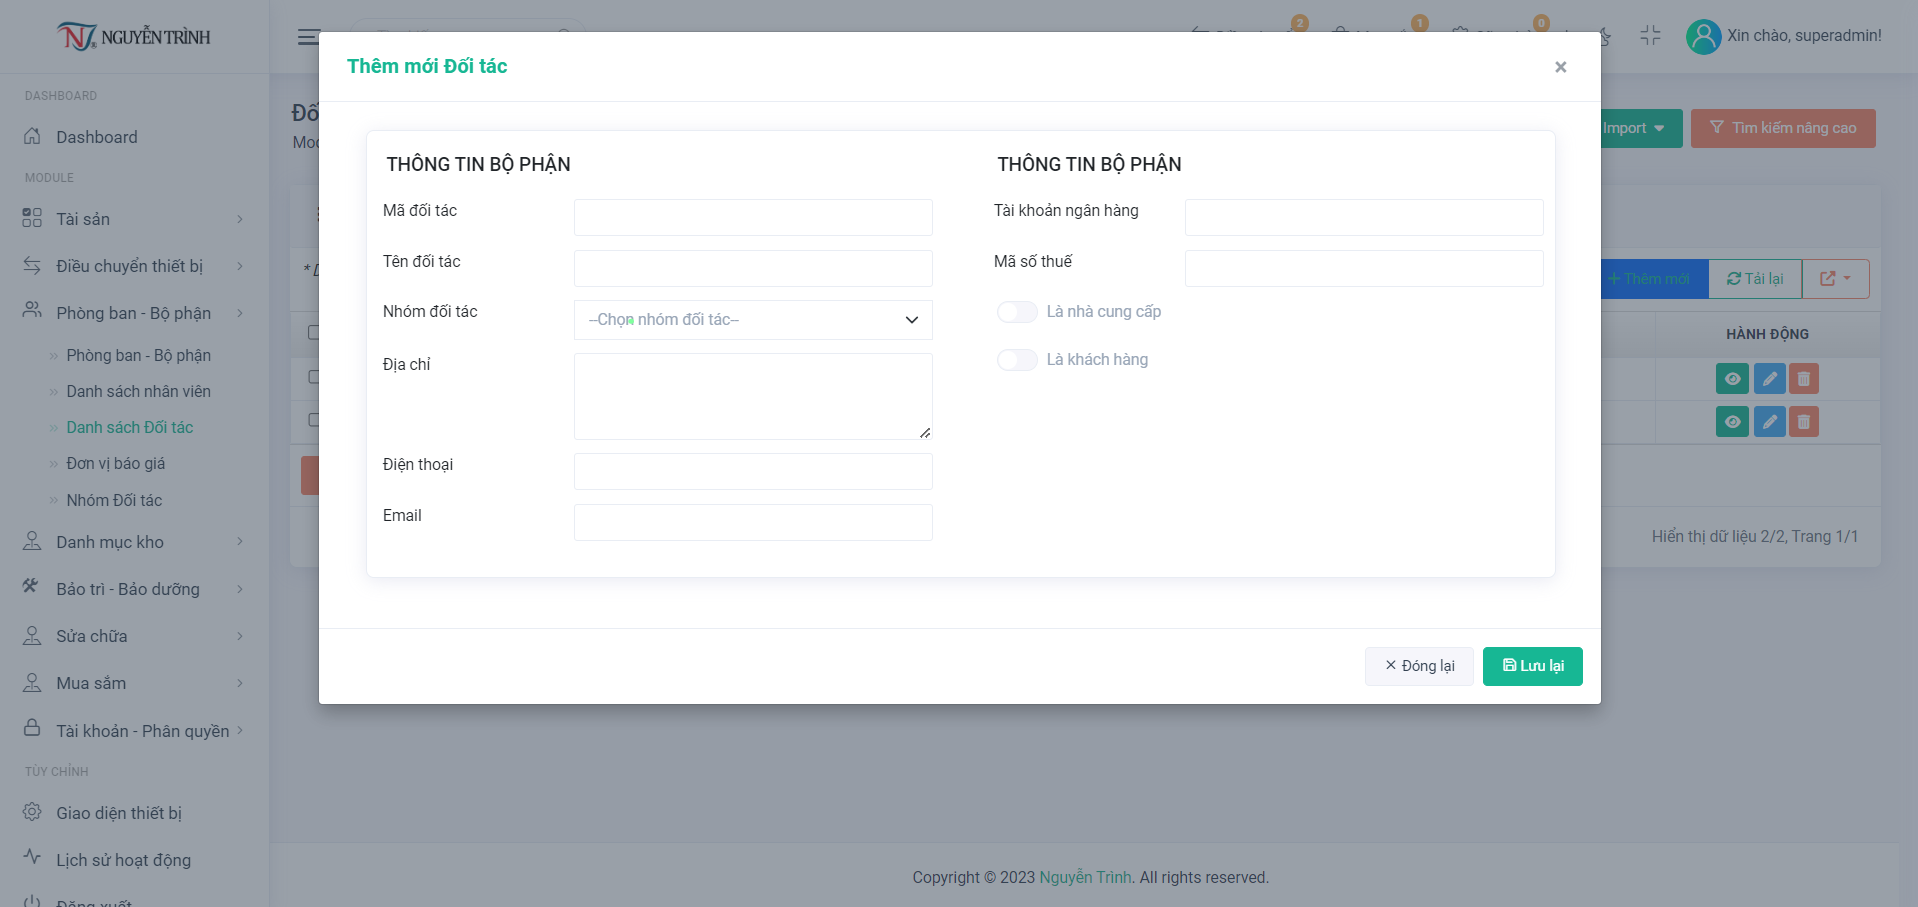 NGUYỄN TRÌNH
2
1
0
Xin chào, superadmin!
DASHBOARD
Dashboard
MODULE
Tài sản
Điều chuyển thiết bị
Phòng ban - Bộ phận
Phòng ban - Bộ phận
Danh sách nhân viên
Danh sách Đối tác
Đơn vị báo giá
Nhóm Đối tác
Danh mục kho
Bảo trì - Bảo dưỡng
Sửa chữa
Mua sắm
Tài khoản - Phân quyền
TÙY CHỈNH
Giao diện thiết bị
Lịch sử hoạt động
Đăng xuất
Thêm mới Đối tác
×
THÔNG TIN BỘ PHẬN
Mã đối tác
Tên đối tác
Nhóm đối tác
--Chọn nhóm đối tác--
Địa chỉ
Điện thoại
Email
THÔNG TIN BỘ PHẬN
Tài khoản ngân hàng
Mã số thuế
Là nhà cung cấp
Là khách hàng
Đóng lại
Lưu lại
Import
Tìm kiếm nâng cao
Thêm mới
Tải lại
HÀNH ĐỘNG
Hiển thị dữ liệu 2/2, Trang 1/1
Copyright © 2023 Nguyễn Trình. All rights reserved.